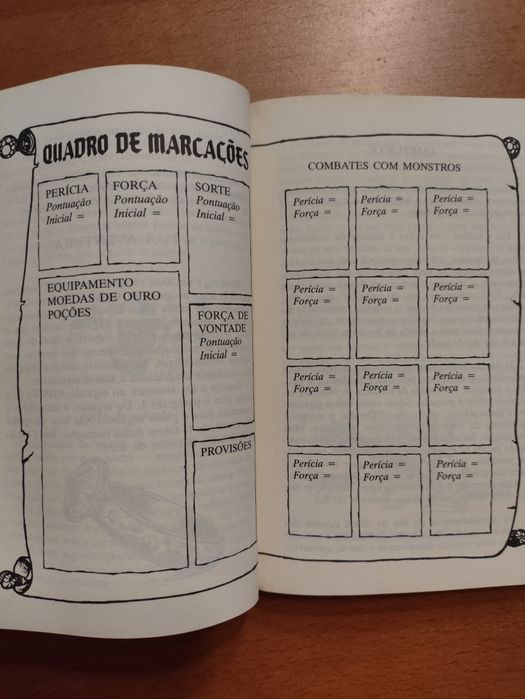 QUADRO DE MARCAÇÕES
PERÍCIA
Pontuação
Inicial =
FORÇA
Pontuação
Inicial =
SORTE
Pontuação
Inicial =
EQUIPAMENTO
MOEDAS DE OURO
POÇÕES
FORÇA DE
VONTADE
Pontuação
Inicial =
PROVISÕES
COMBATES COM MONSTROS
Perícia =
Força =
Perícia =
Força =
Perícia =
Força =
Perícia =
Força =
Perícia =
Força =
Perícia =
Força =
Perícia =
Força =
Perícia =
Força =
Perícia =
Força =
Perícia =
Força =
Perícia =
Força =
Perícia =
Força =